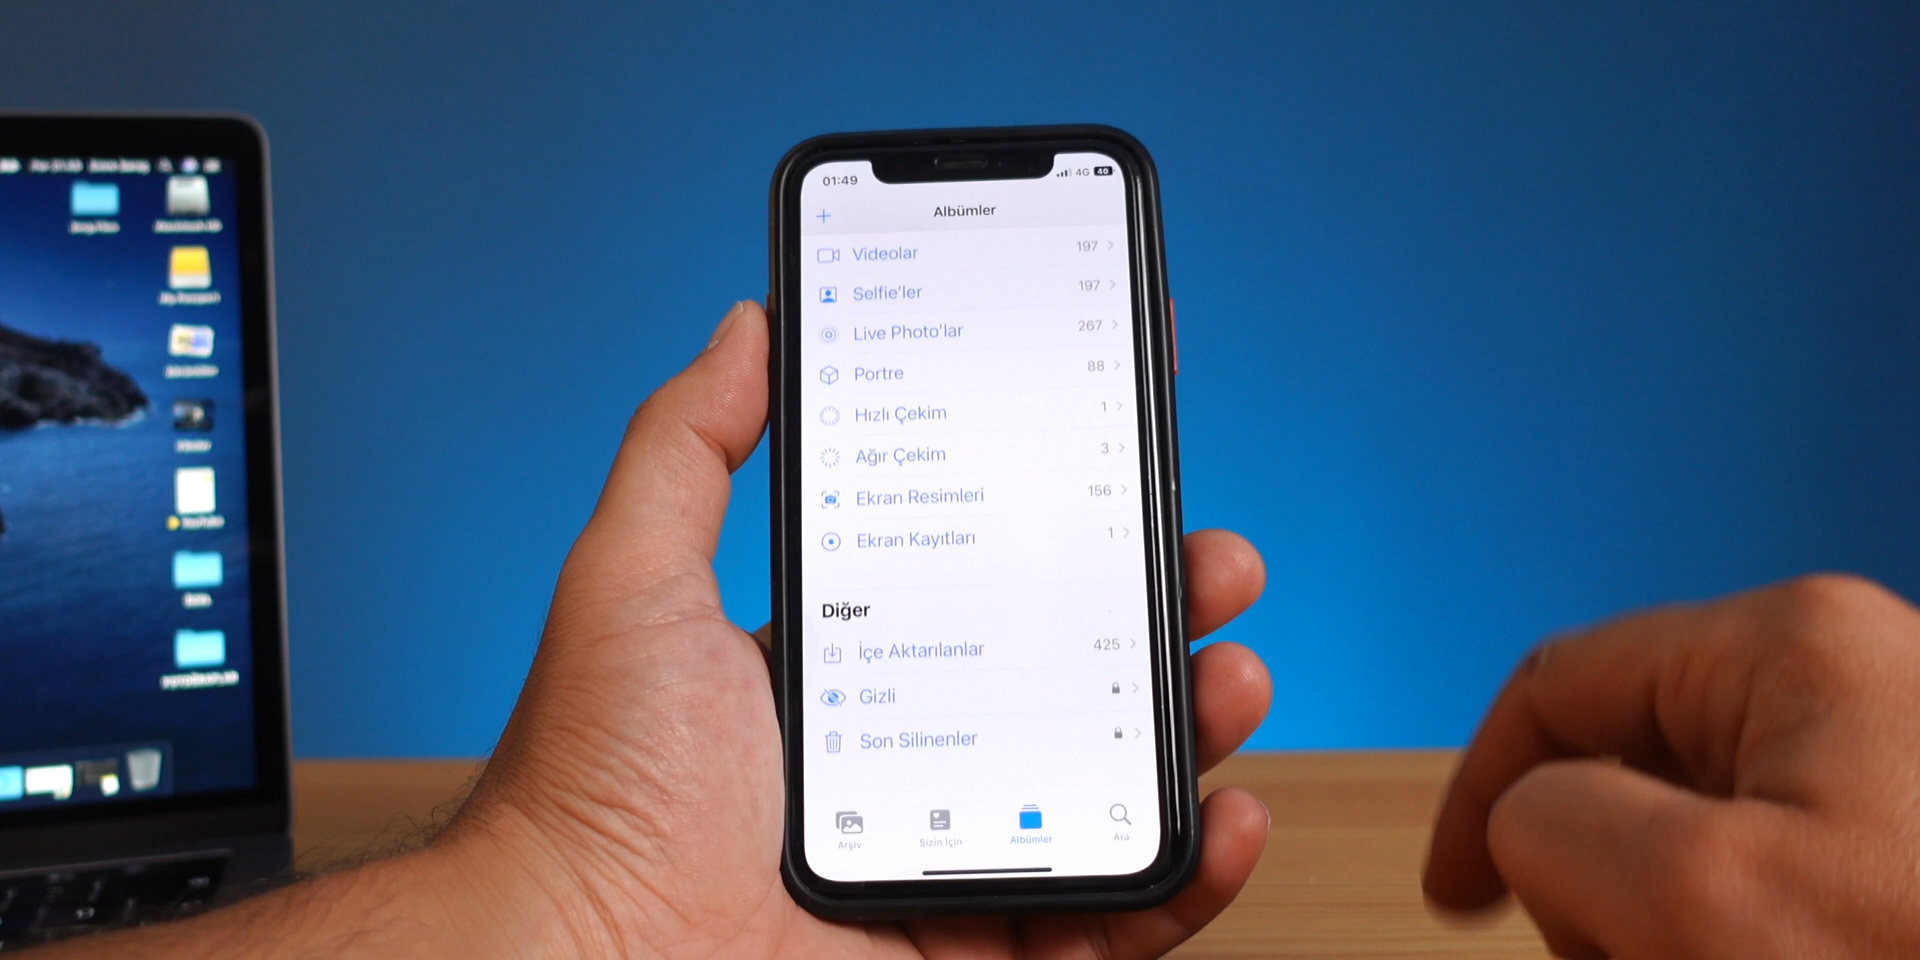 01:49
4G 40
Albümler
Videolar 197
Selfie'ler 197
Live Photo'lar 267
Portre 88
Hızlı Çekim 1
Ağır Çekim 3
Ekran Resimleri 156
Ekran Kayıtları 1
Diğer
İçe Aktarılanlar 425
Gizli
Son Silinenler
Arşiv
Sizin İçin
Albümler
Ara